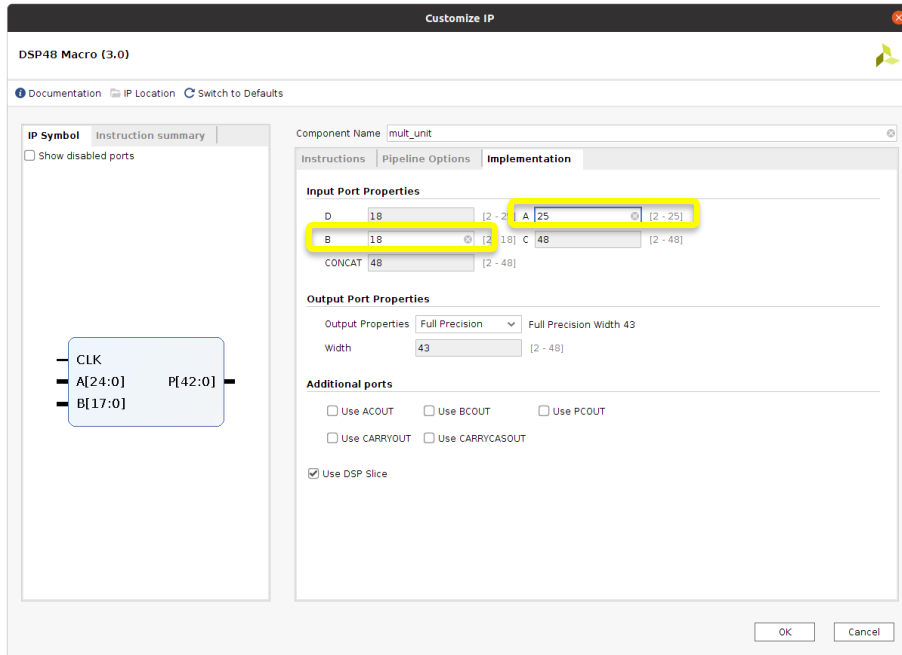 Customize IP
DSP48 Macro (3.0)
Documentation IP Location Switch to Defaults
IP Symbol Instruction summary
Show disabled ports
Component Name mult_unit
Instructions Pipeline Options Implementation
Input Port Properties
D 18 A 25 [2 - 25]
B 18 C 48 [2 - 48]
CONCAT 48 [2 - 48]
Output Port Properties
Output Properties Full Precision Full Precision Width 43
Width 43 [2 - 48]
CLK
A[24:0] P[42:0]
B[17:0]
Additional ports
Use ACOUT Use BCOUT Use PCOUT
Use CARRYOUT Use CARRYCASOUT
Use DSP Slice
OK Cancel